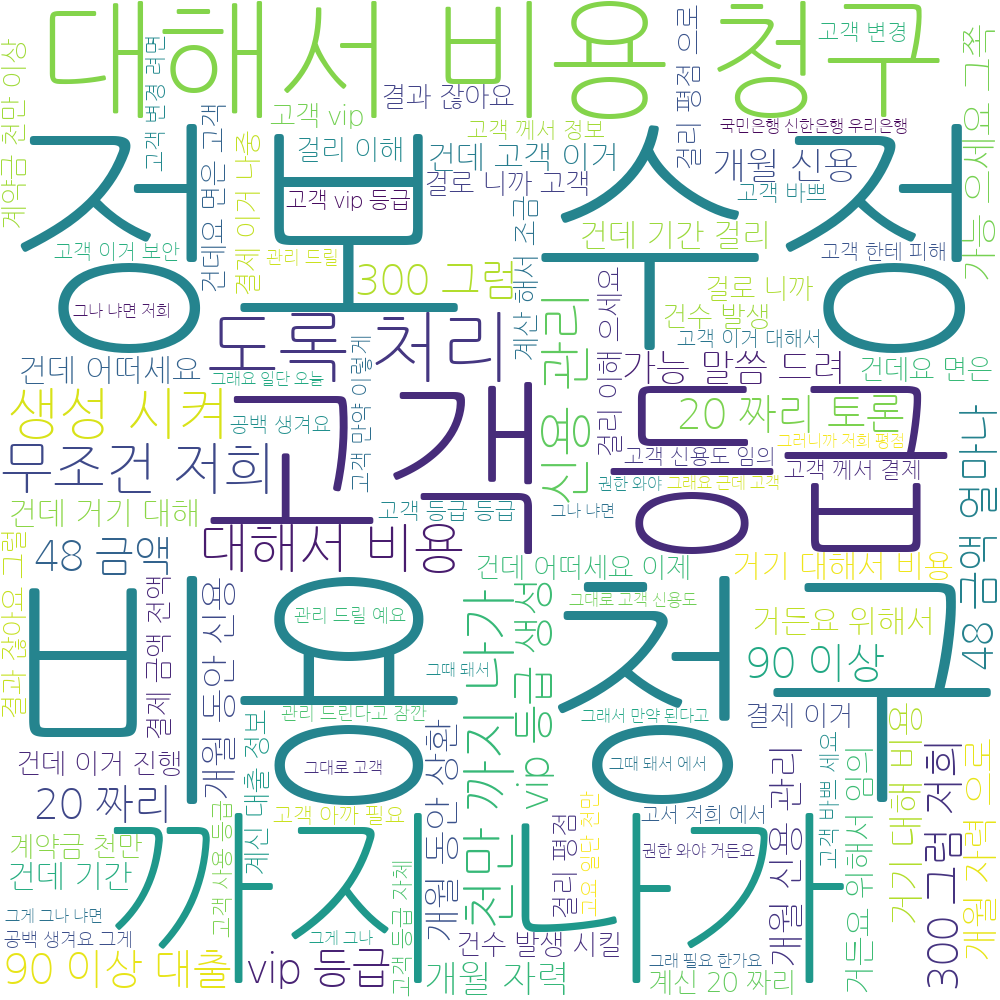 대해서 비용 청구
정보 수정
고객 등급
비용 청구
까지 나가
도록 처리
생성 시켜
무조건 저희
대해서 비용
48 금액
20 짜리
90 이상 대출
vip 등급
300 그럼
20 짜리 토론
90 이상
신용 관리
까지 나가
vip 등급 생성
천만
48 금액 얼마나
300 그럼 저희
계약금 천만 이상
고객 변경 려면
건데요 면은 고객
결제 이거 나중
고객 vip
결과 잖아요
걸리 이해
고객 vip 등급
고객 께서 정보
건데 고객 이거
걸로 니까 고객
걸리 평점 으로
국민은행 신한은행 우리은행
개월 신용
고객 바쁘
고객 변경
가능 으세요 그쪽
고객 이거 보안
관리 드릴
그나 냐면 저희
조금
계산 해서
건데 기간 걸리
걸로 니까
건수 발생
고객 한테 피해
고객 이거 대해서
건데 어떠세요
그래요 일단 오늘
공백 생겨요
고객 만약 이렇게
걸리 이해 으세요
가능 말씀 드려
건데요 면은
그러니까 저희 평점
고객 신용도 임의
고객 께서 결제
권한 와야
그래요 근데 고객
그나 냐면
건데 거기 대해
고객 등급 등급
건데 어떠세요 이제
거기 대해서 비용
결과 잖아요 그럴
결제 금액 전액
개월 동안 신용
관리 드릴 예요
그대로 고객 신용도
거든요 위해서
그때 돼서
관리 드린다고 잠깐
그래서 만약 된다고
결제 이거
건데 이거 진행
계신 대출 정보
그대로 고객
그때 돼서 에서
고객 아까 필요
개월 동안 상환
고서 저희 에서
계약금 천만
건데 기간
고객 사용 등급
고객 등급 자체
걸리 평점
고요 일단 천만
권한 와야 거든요
개월 신용 관리
고객 바쁘 세요
거든요 위해서 임의
거기 대해 비용
개월 자력 으로
그게 그나 냐면
공백 생겨요 그게
그게 그나
건수 발생 시킬
개월 자력
그래 필요 한가요
계신 20 짜리